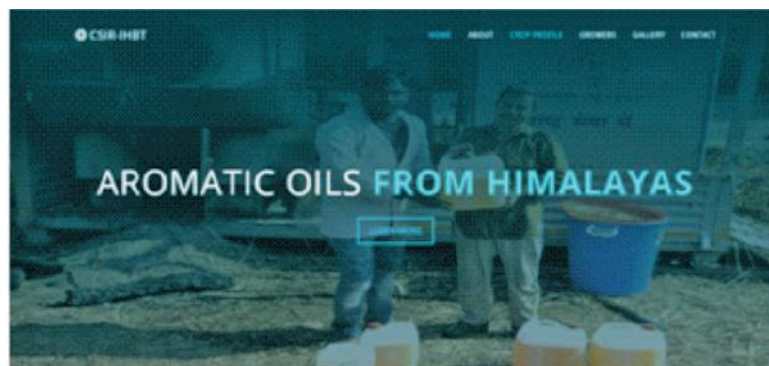 CSIR-IHBT
HOME ABOUT CROP PROFILE GROWERS GALLERY CONTACT
AROMATIC OILS FROM HIMALAYAS